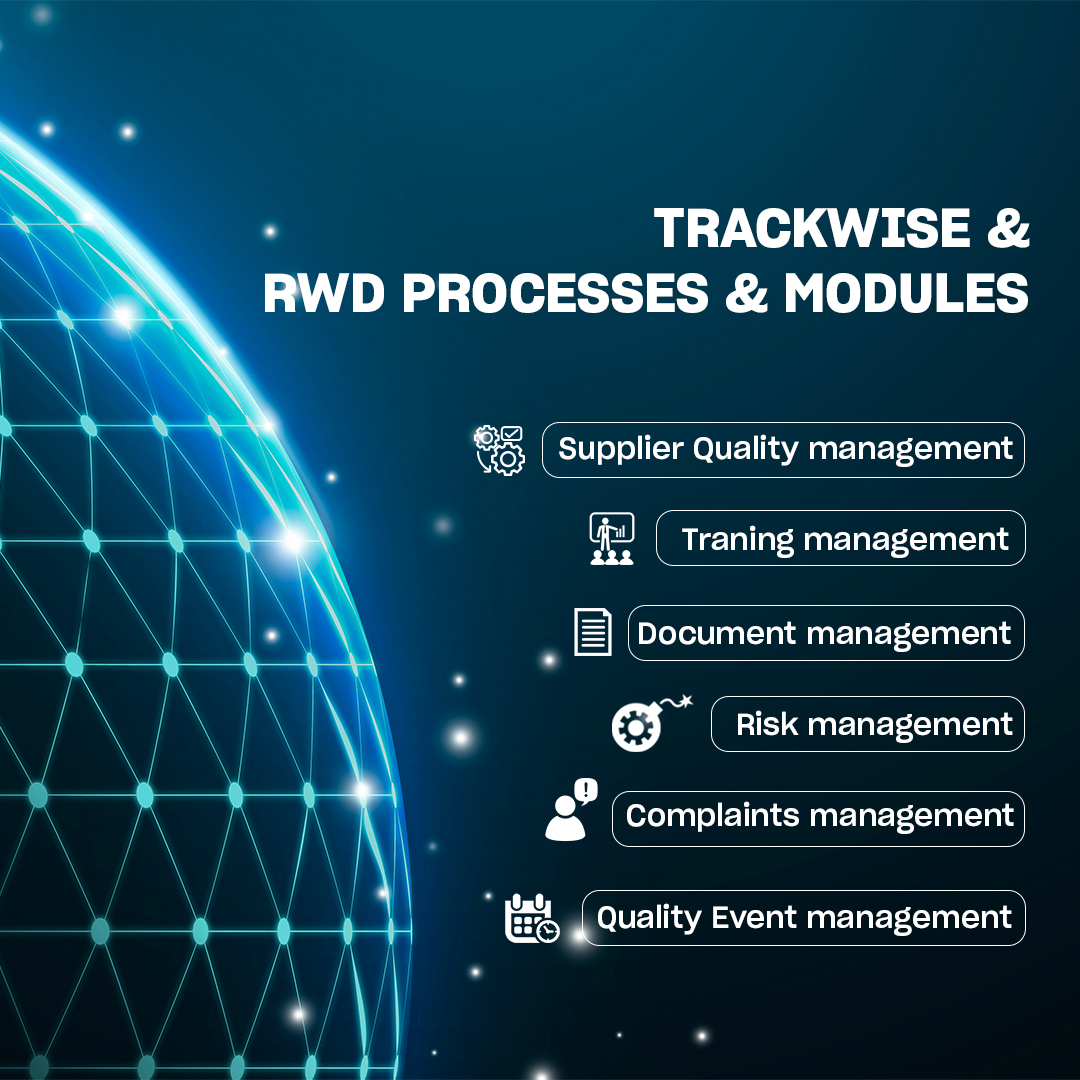 TRACKWISE &
RWD PROCESSES & MODULES
Supplier Quality management
Traning management
Document management
Risk management
!
Complaints management
Quality Event management